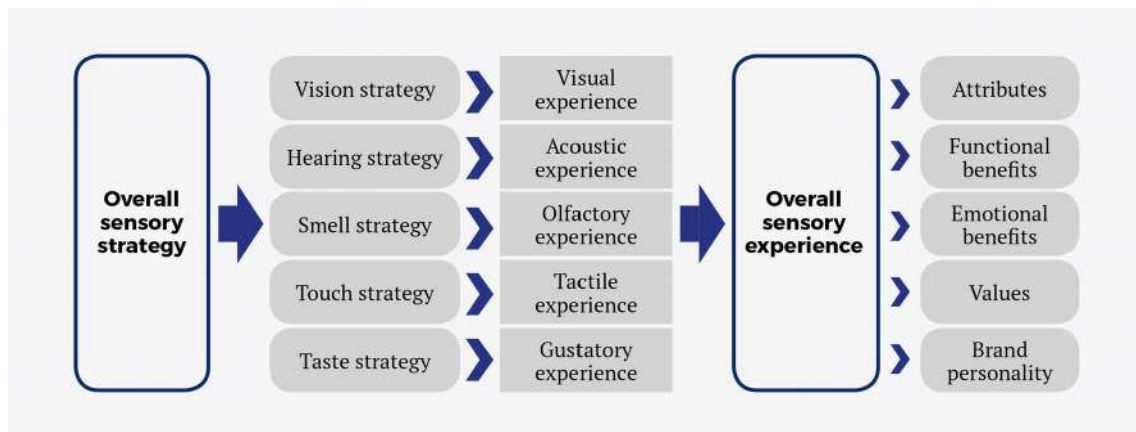 Overall
sensory
strategy
Vision strategy
Hearing strategy
Smell strategy
Touch strategy
Taste strategy
Visual
experience
Acoustic
experience
Olfactory
experience
Tactile
experience
Gustatory
experience
Overall
sensory
experience
Attributes
Functional
benefits
Emotional
benefits
Values
Brand
personality